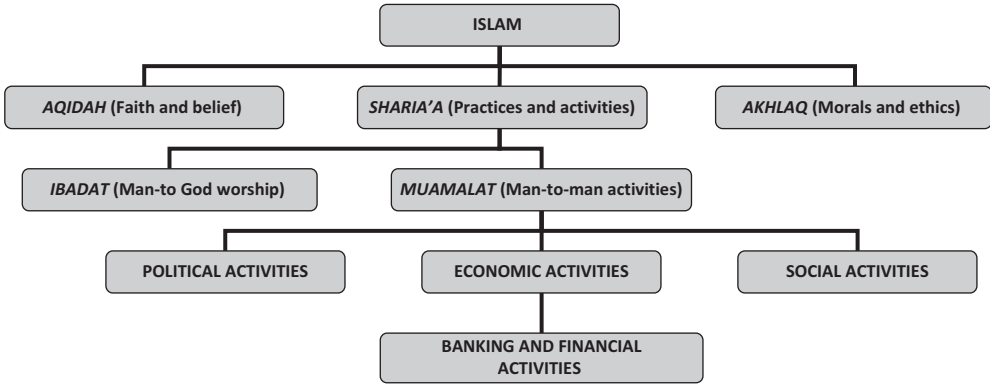 ISLAM
AQIDAH (Faith and belief)
SHARIA'A (Practices and activities)
AKHLAQ (Morals and ethics)
IBADAT (Man-to God worship)
MUAMALAT (Man-to-man activities)
POLITICAL ACTIVITIES
ECONOMIC ACTIVITIES
SOCIAL ACTIVITIES
BANKING AND FINANCIAL
ACTIVITIES